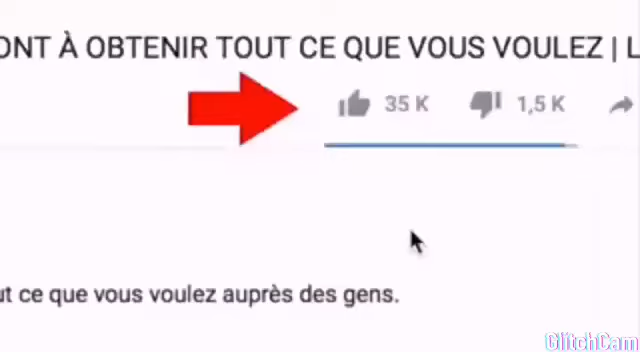 ONT À OBTENIR TOUT CE QUE VOUS VOULEZ | L
35 K 1,5 K
ut ce que vous voulez auprès des gens.
GlitchCam